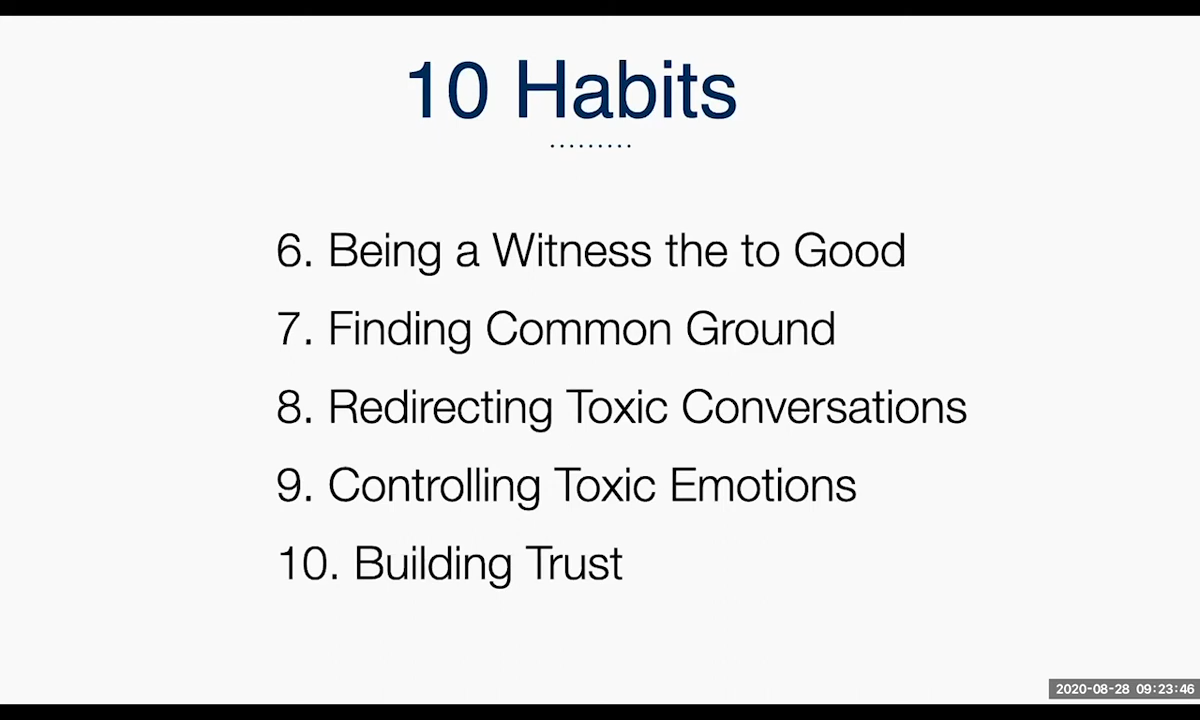 10 Habits
6. Being a Witness the to Good
7. Finding Common Ground
8. Redirecting Toxic Conversations
9. Controlling Toxic Emotions
10. Building Trust
2020-08-28 09:23:46